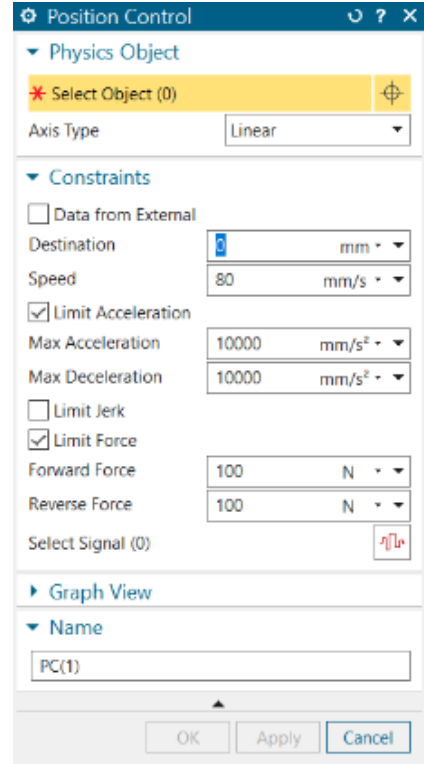 Position Control ?
Physics Object
* Select Object (0)
Axis Type Linear
Constraints
Data from External
Destination 0 mm
Speed 80 mm/s
Limit Acceleration
Max Acceleration 10000 mm/s²
Max Deceleration 10000 mm/s²
Limit Jerk
Limit Force
Forward Force 100 N
Reverse Force 100 N
Select Signal (0)
Graph View
Name
PC(1)
OK Apply Cancel